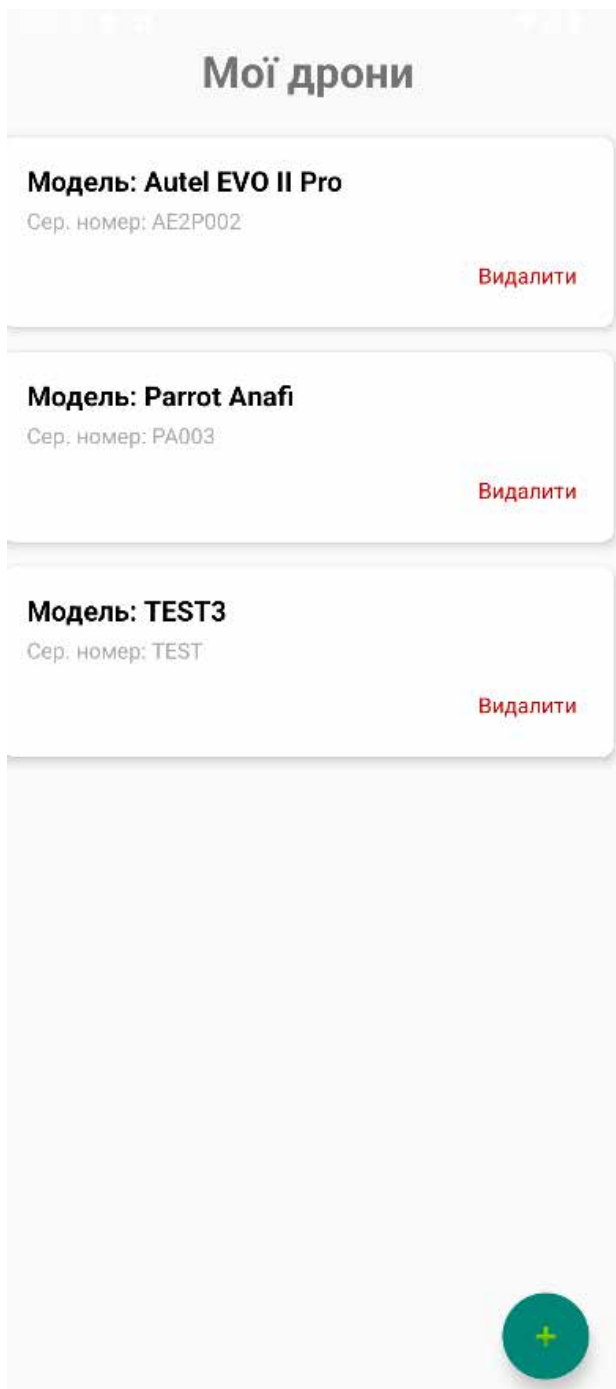 Мої дрони
Модель: Autel EVO II Pro
Сер. номер: AE2P002
Видалити
Модель: Parrot Anafi
Сер. номер: PA003
Видалити
Модель: TEST3
Сер. номер: TEST
Видалити
+